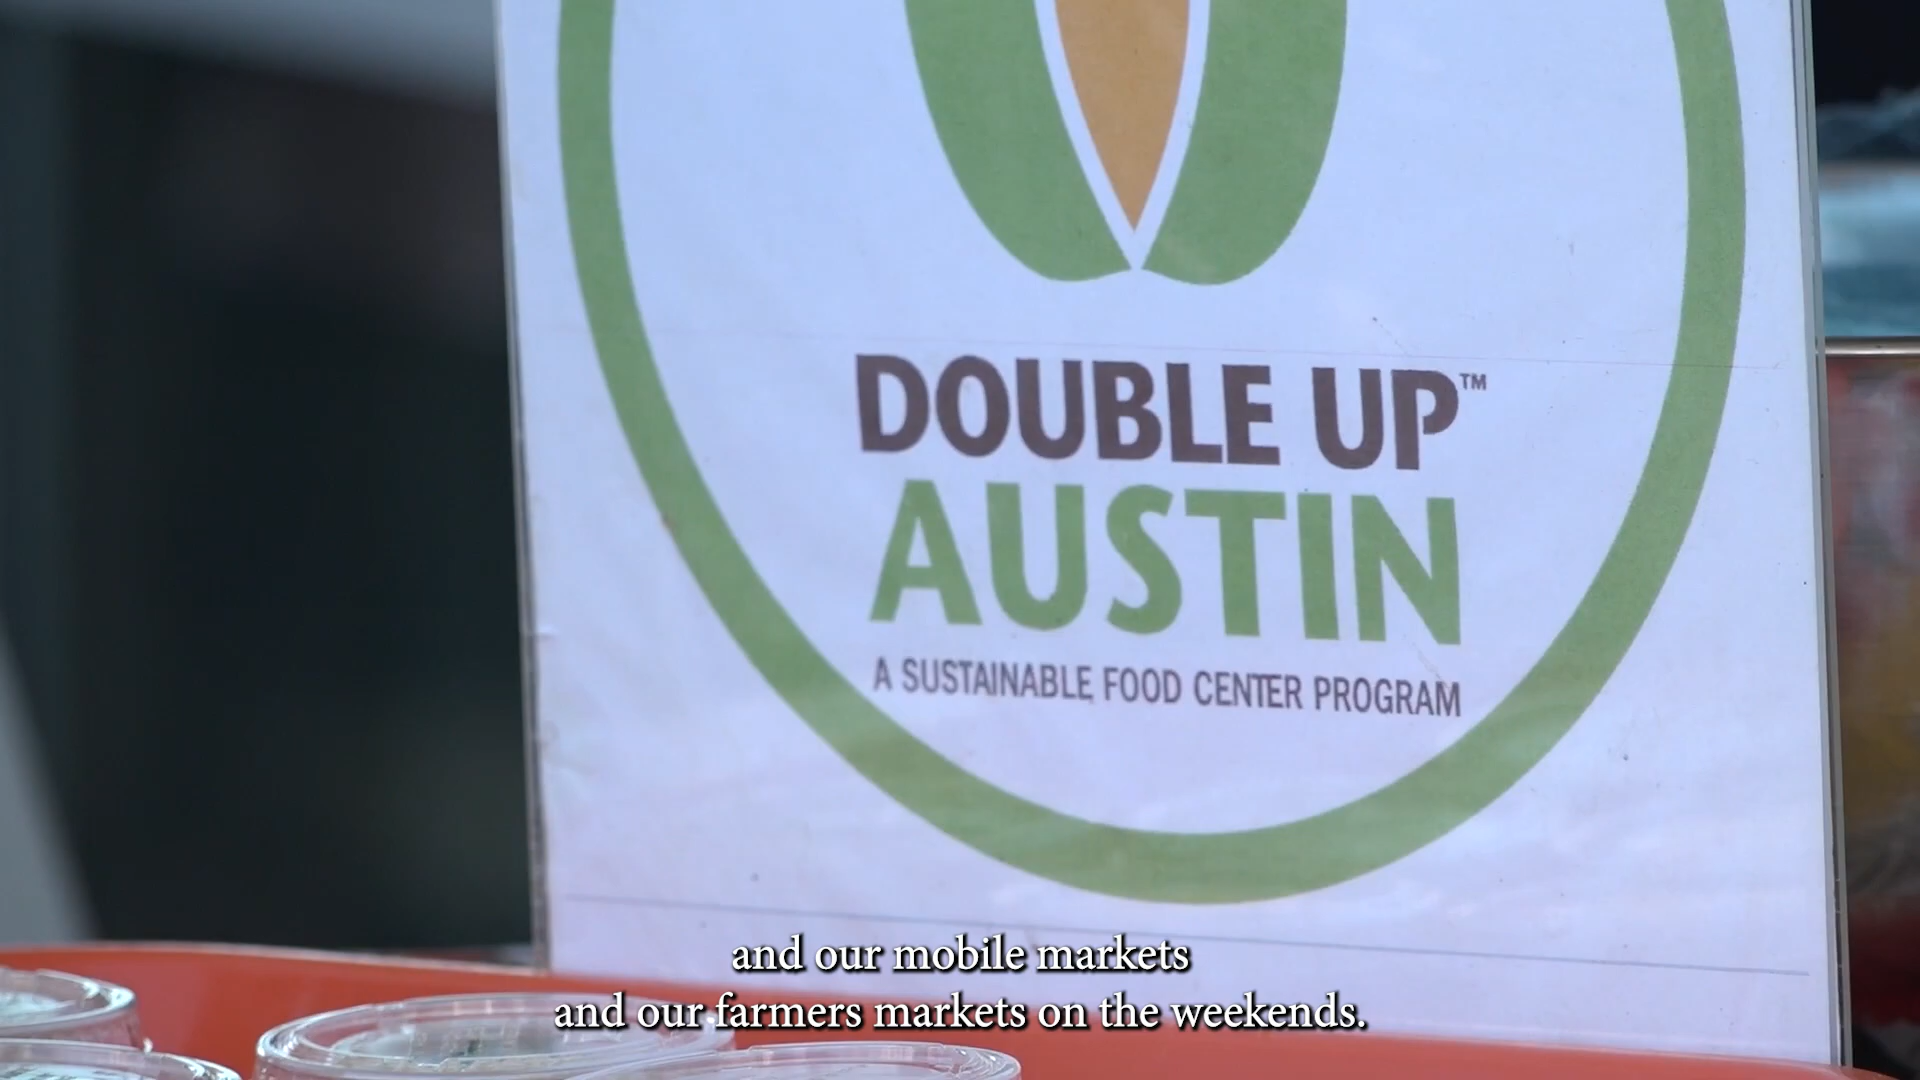 DOUBLE UP™
AUSTIN
A SUSTAINABLE FOOD CENTER PROGRAM
and our mobile markets
and our farmers markets on the weekends.